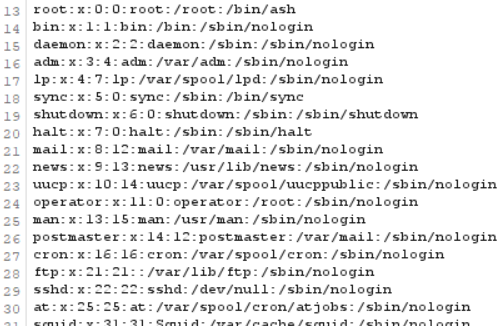 13 root:x:0:0:root:/root:/bin/ash
14 bin:x:1:1:bin:/bin:/sbin/nologin
15 daemon:x:2:2:daemon:/sbin:/sbin/nologin
16 adm:x:3:4:adm:/var/adm:/sbin/nologin
17 lp:x:4:7:lp:/var/spool/lpd:/sbin/nologin
18 sync:x:5:0:sync:/sbin:/bin/sync
19 shutdown:x:6:0:shutdown:/sbin:/sbin/shutdown
20 halt:x:7:0:halt:/sbin:/sbin/halt
21 mail:x:8:12:mail:/var/mail:/sbin/nologin
22 news:x:9:13:news:/usr/lib/news:/sbin/nologin
23 uucp:x:10:14:uucp:/var/spool/uucppublic:/sbin/nologin
24 operator:x:11:0:operator:/root:/sbin/nologin
25 man:x:13:15:man:/usr/man:/sbin/nologin
26 postmaster:x:14:12:postmaster:/var/mail:/sbin/nologin
27 cron:x:16:16:cron:/var/spool/cron:/sbin/nologin
28 ftp:x:21:21::/var/lib/ftp:/sbin/nologin
29 sshd:x:22:22:sshd:/dev/null:/sbin/nologin
30 at:x:25:25:at:/var/spool/cron/atjobs:/sbin/nologin
31 squid:x:31:31:Squid:/var/cache/squid:/sbin/nologin